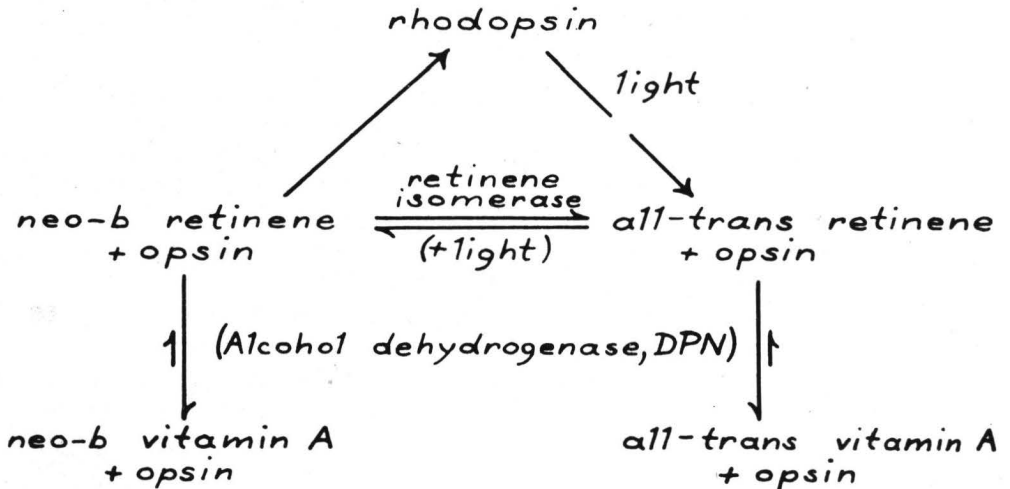 rhodopsin
light
retinene
isomerase
neo-b retinene
+ opsin
(+light)
all-trans retinene
+ opsin
(Alcohol dehydrogenase, DPN)
neo-b vitamin A
+ opsin
all-trans vitamin A
+ opsin